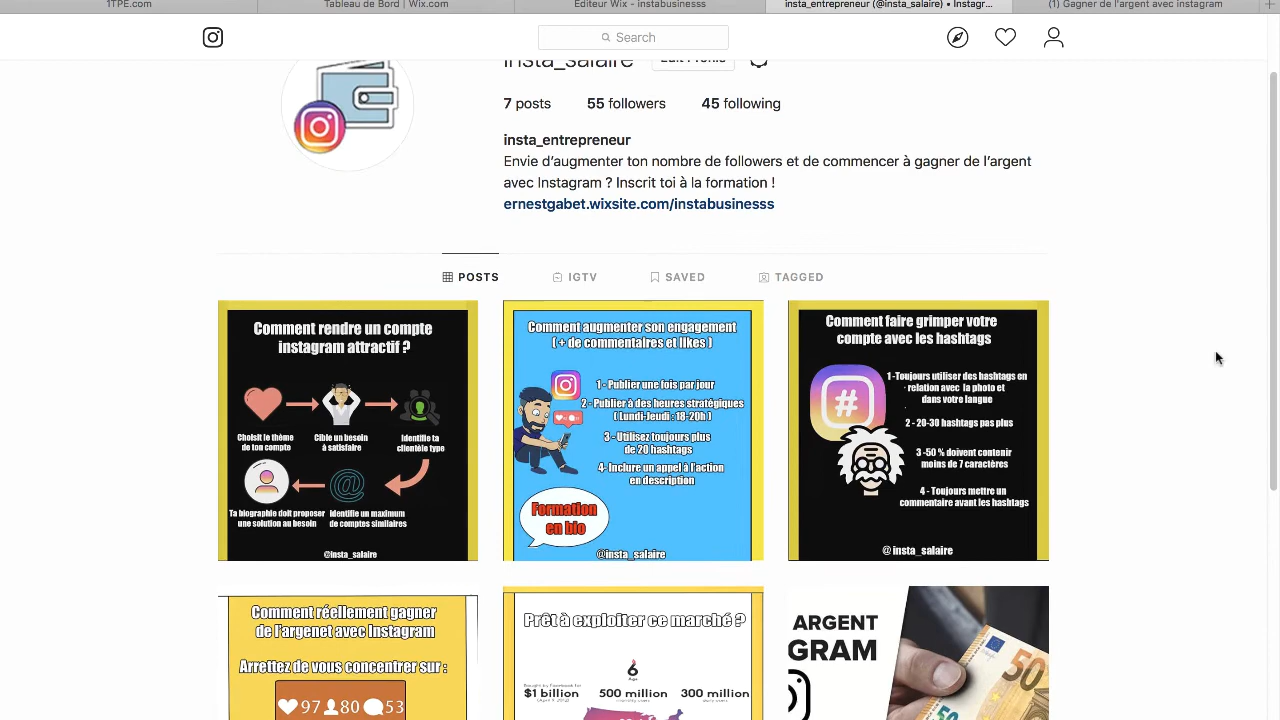 1TPE.com
Tableau de Bord | Wix.com
Éditeur Wix - instabusinesss
insta_entrepreneur (@insta_salaire) • Instagr...
(1) Gagner de l'argent avec instagram
Search
insta_salaire
Edit Profile
7 posts 55 followers 45 following
insta_entrepreneur
Envie d'augmenter ton nombre de followers et de commencer à gagner de l'argent
avec Instagram ? Inscrit toi à la formation !
ernestgabet.wixsite.com/instabusinesss
POSTS
IGTV
SAVED
TAGGED
Comment rendre un compte
instagram attractif ?
Choisit le thème
de ton compte
Cible un besoin
à satisfaire
Identifie ta
clientèle type
Ta biographie doit proposer
une solution au besoin
Identifie un maximum
de comptes similaires
@insta_salaire
Comment augmenter son engagement
( + de commentaires et likes )
1 - Publier une fois par jour
2 - Publier à des heures stratégiques
( Lundi-Jeudi - 18-20h )
3 - Utilisez toujours plus
de 20 hashtags
4- Inclure un appel à l'action
en description
Formation
en bio
@insta_salaire
Comment faire grimper votre
compte avec les hashtags
#
1 -Toujours utiliser des hashtags en
relation avec la photo et
dans votre langue
2 - 20-30 hashtags pas plus
3 -50 % doivent contenir
moins de 7 caractères
4 - Toujours mettre un
commentaire avant les hashtags
@insta_salaire
Comment réellement gagner
de l'argenet avec Instagram
Arrettez de vous concentrer sur :
97 80 53
Prêt à exploiter ce marché ?
$1 billion
500 million
300 million
ARGENT
GRAM
50
50